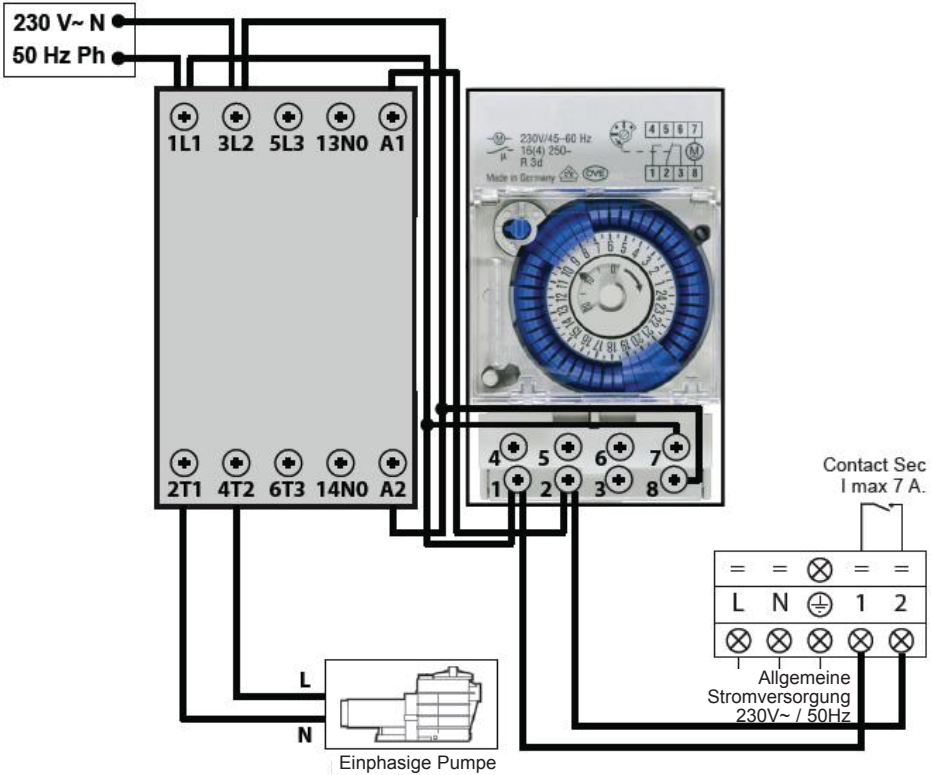 230 V~ N
50 Hz Ph
1L1 3L2 5L3 13N0 A1
230V/45–60 Hz
16(4) 250~
µ
R 3d
Made in Germany
DVE
4 5 6 7
M
M
1 2 3 8
2T1 4T2 6T3 14N0 A2
4 5 6 7
1 2 3 8
Contact Sec
I max 7 A.
= = = =
L N 1 2
Allgemeine
Stromversorgung
230V~ / 50Hz
L
N
Einphasige Pumpe